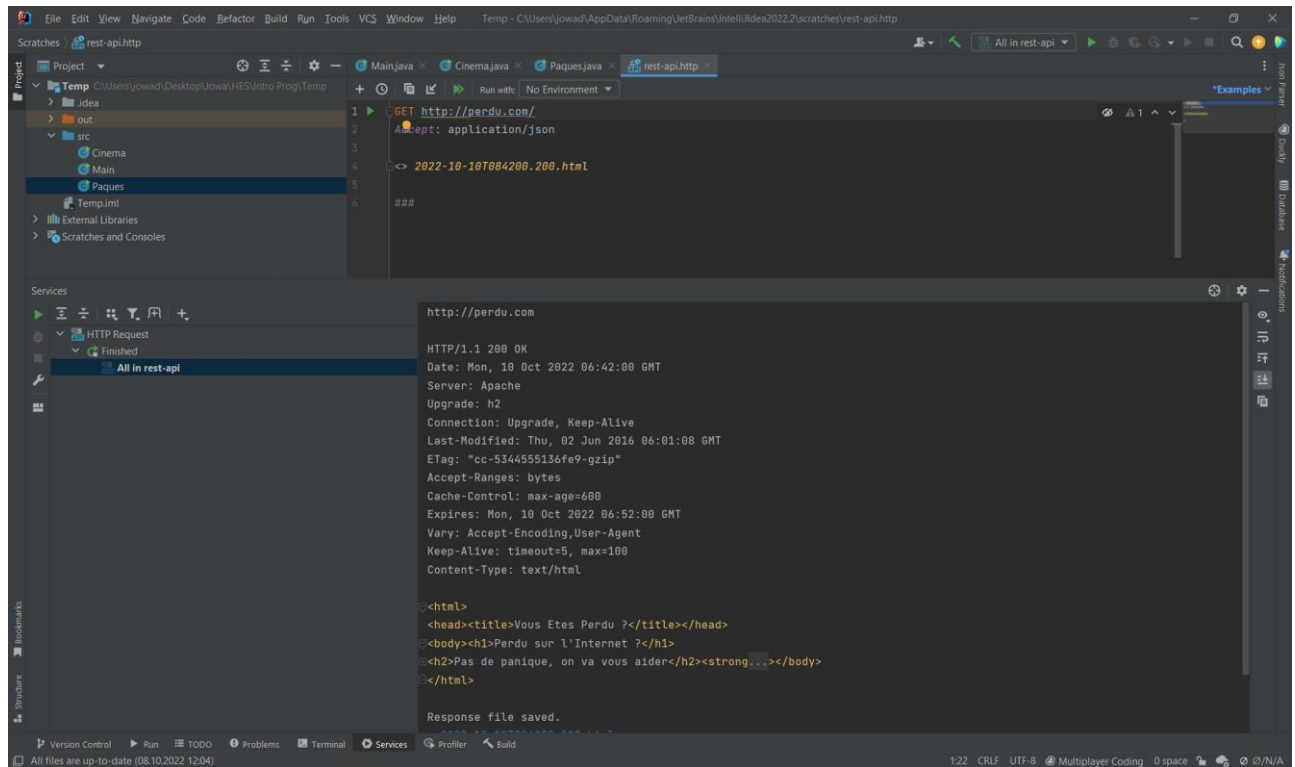 File Edit View Navigate Code Refactor Build Run Tools VCS Window Help Temp - C:\Users\jowad\AppData\Roaming\JetBrains\IntelliJIdea2022.2\scratches\rest-api.http
Scratches rest-api.http All in rest-api
Project Main.java Cinema.java Paques.java rest-api.http
Temp C:\Users\jowad\Desktop\Jowa\HES\Intro Prog\Temp
.idea
out
src
Cinema
Main
Paques
Temp.iml
External Libraries
Scratches and Consoles
Run with: No Environment *Examples
1 GET http://perdu.com/ 1
2 Accept: application/json
3
4 <> 2022-10-10T084200.200.html
5
6 ###
Project
Bookmarks
Structure
Json Parser
Duckly
Database
Notifications
Services
HTTP Request
Finished
All in rest-api
http://perdu.com
HTTP/1.1 200 OK
Date: Mon, 10 Oct 2022 06:42:00 GMT
Server: Apache
Upgrade: h2
Connection: Upgrade, Keep-Alive
Last-Modified: Thu, 02 Jun 2016 06:01:08 GMT
ETag: "cc-5344555136fe9-gzip"
Accept-Ranges: bytes
Cache-Control: max-age=600
Expires: Mon, 10 Oct 2022 06:52:00 GMT
Vary: Accept-Encoding,User-Agent
Keep-Alive: timeout=5, max=100
Content-Type: text/html
<html>
<head><title>Vous Etes Perdu ?</title></head>
<body><h1>Perdu sur l'Internet ?</h1>
<h2>Pas de panique, on va vous aider</h2><strong...></body>
</html>
Response file saved.
Version Control Run TODO Problems Terminal Services Profiler Build
All files are up-to-date (08.10.2022 12:04) 1:22 CRLF UTF-8 Multiplayer Coding 0 space Ø/N/A